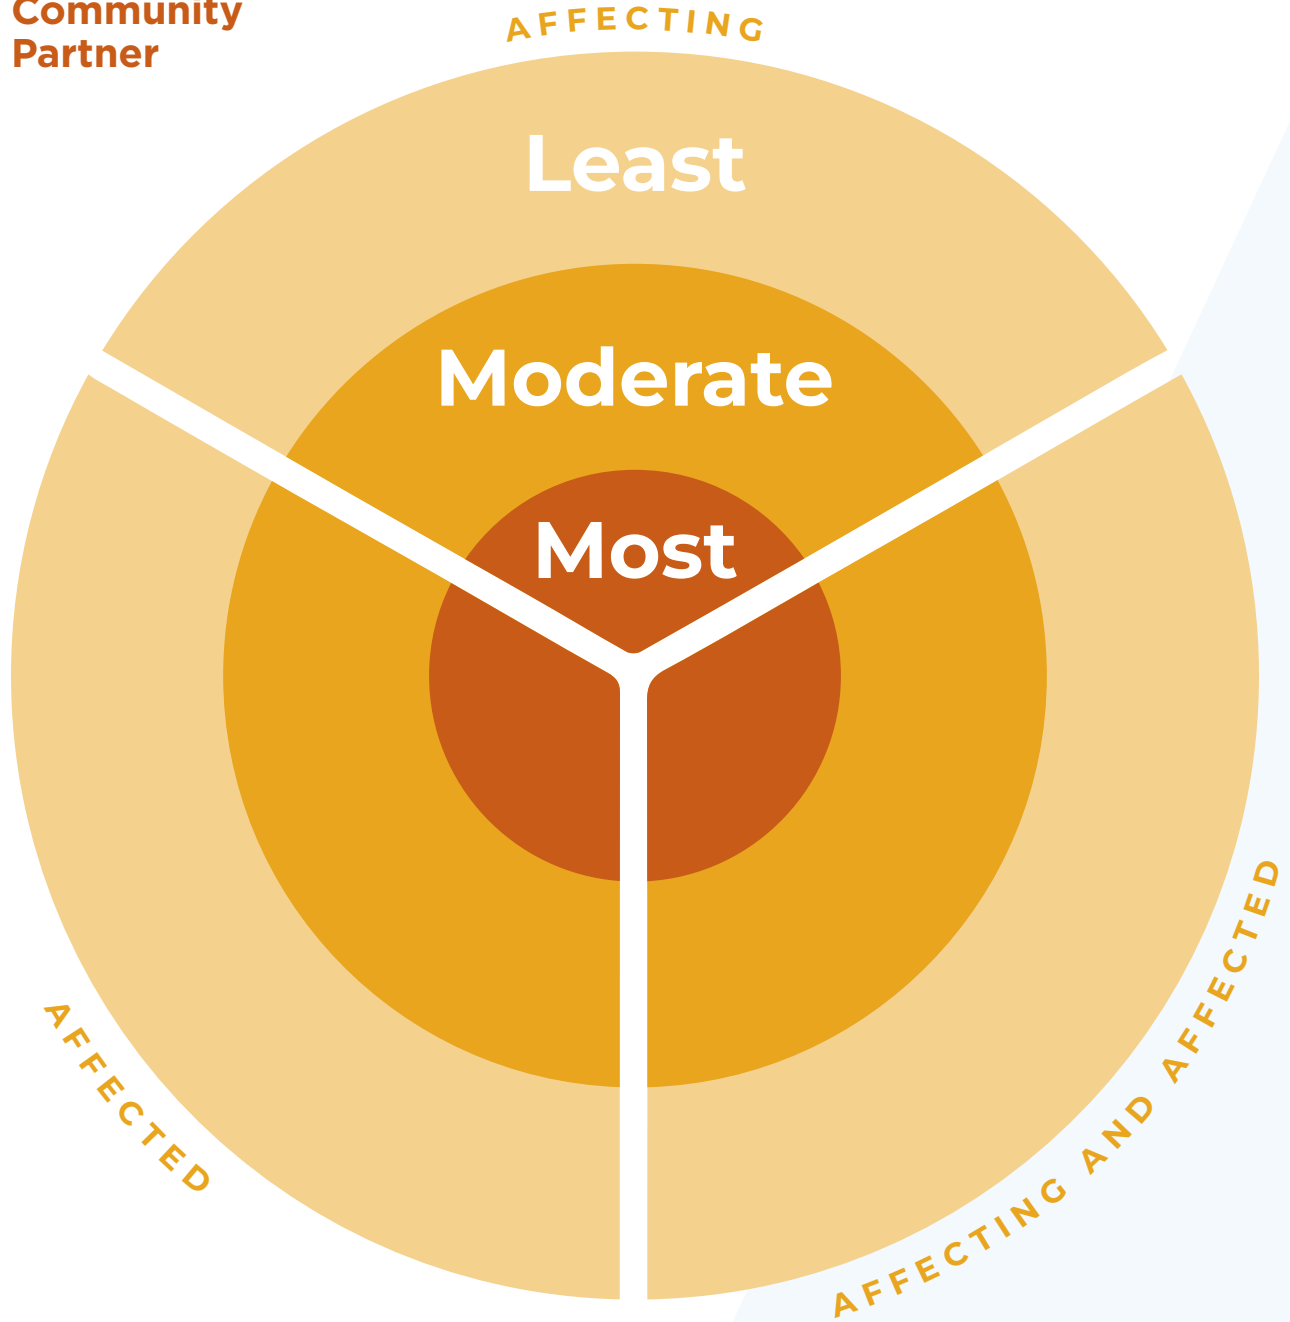 Community
Partner
AFFECTING
Least
Moderate
Most
AFFECTED
AFFECTING AND AFFECTED